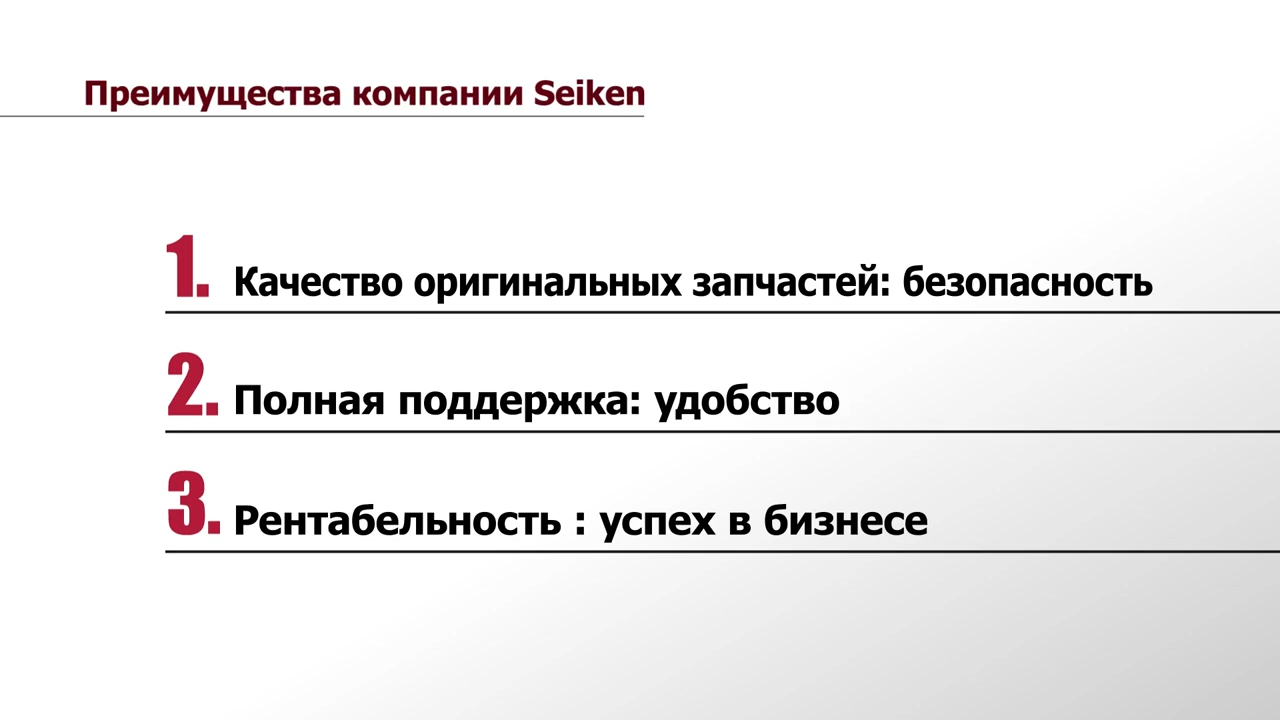 Преимущества компании Seiken
1. Качество оригинальных запчастей: безопасность
2. Полная поддержка: удобство
3. Рентабельность : успех в бизнесе